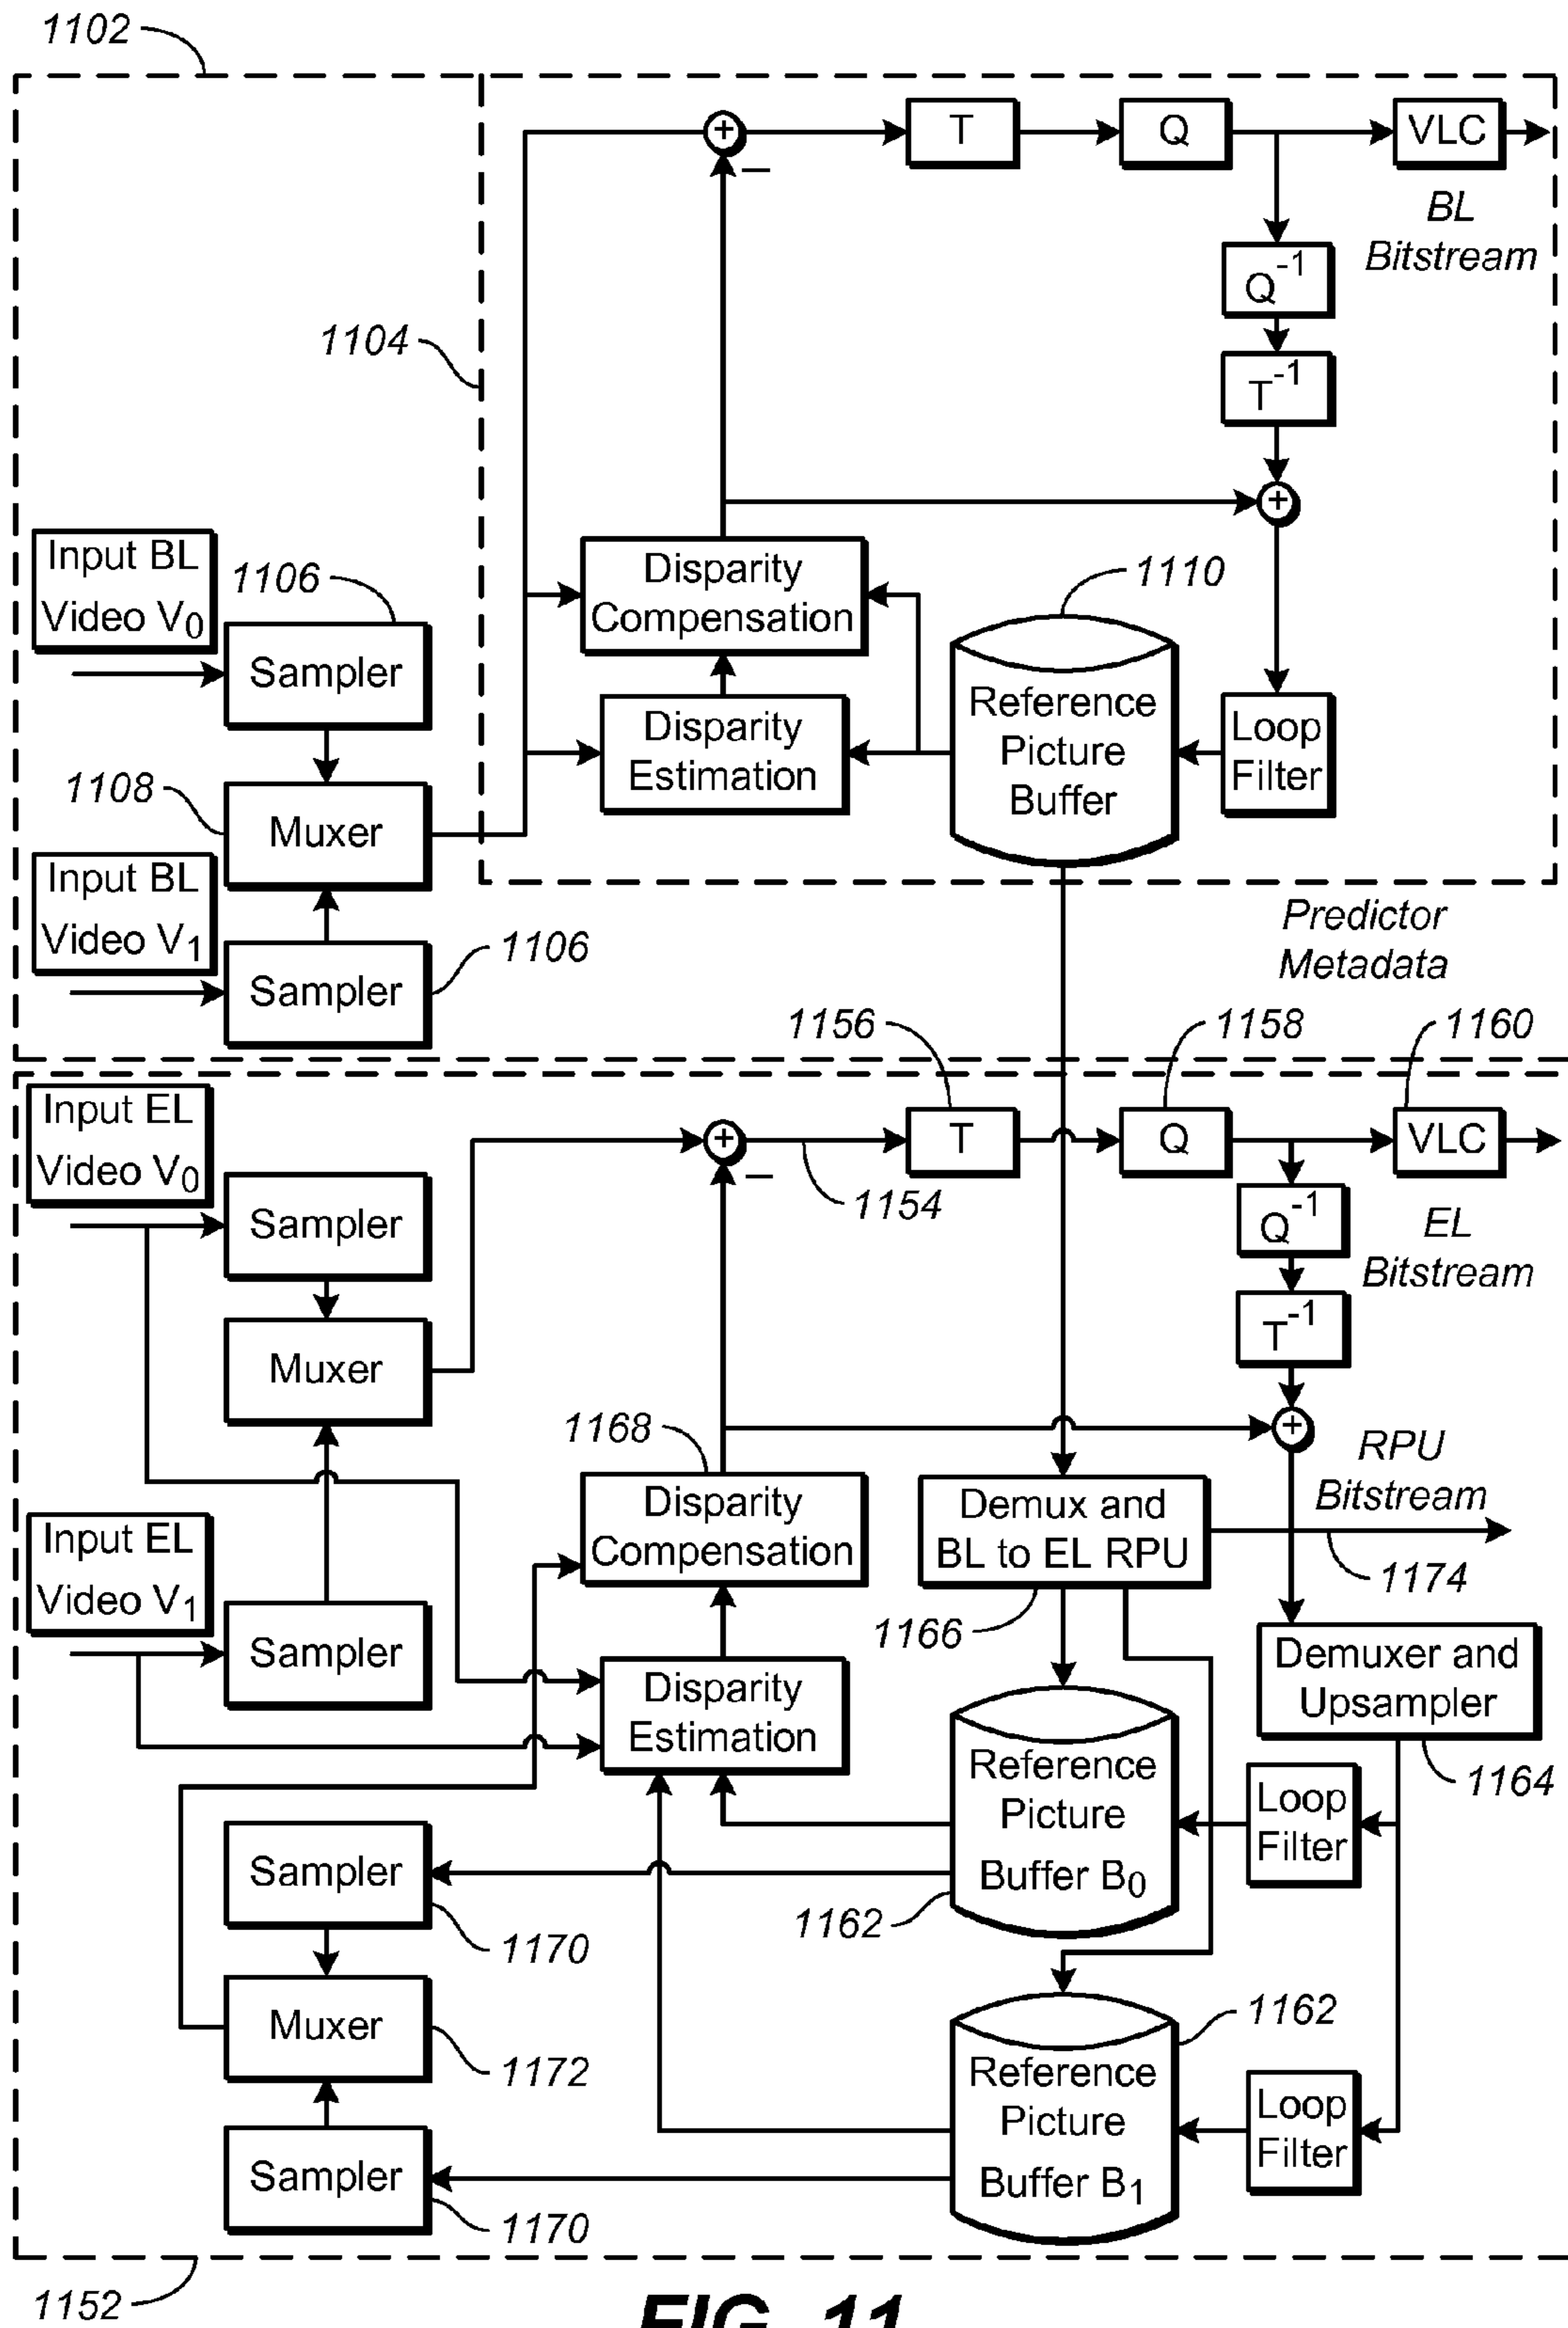 1102
T
Q
VLC
BL
Bitstream
Q-1
T-1
1104
+
−
+
Input BL
Video V0
1106
Sampler
Disparity
Compensation
1110
Reference
Picture
Buffer
Disparity
Estimation
Loop
Filter
1108
Muxer
Input BL
Video V1
Sampler
1106
Predictor
Metadata
1156
1158
1160
Input EL
Video V0
+
−
1154
T
Q
VLC
Q-1
EL
Bitstream
T-1
Sampler
Muxer
+
1168
RPU
Bitstream
Disparity
Compensation
Demux and
BL to EL RPU
1174
1166
Input EL
Video V1
Sampler
Disparity
Estimation
Demuxer and
Upsampler
1164
Reference
Picture
Buffer B0
Loop
Filter
1162
Sampler
1170
Muxer
1172
1162
Reference
Picture
Buffer B1
Loop
Filter
Sampler
1170
1152
FIG. 11